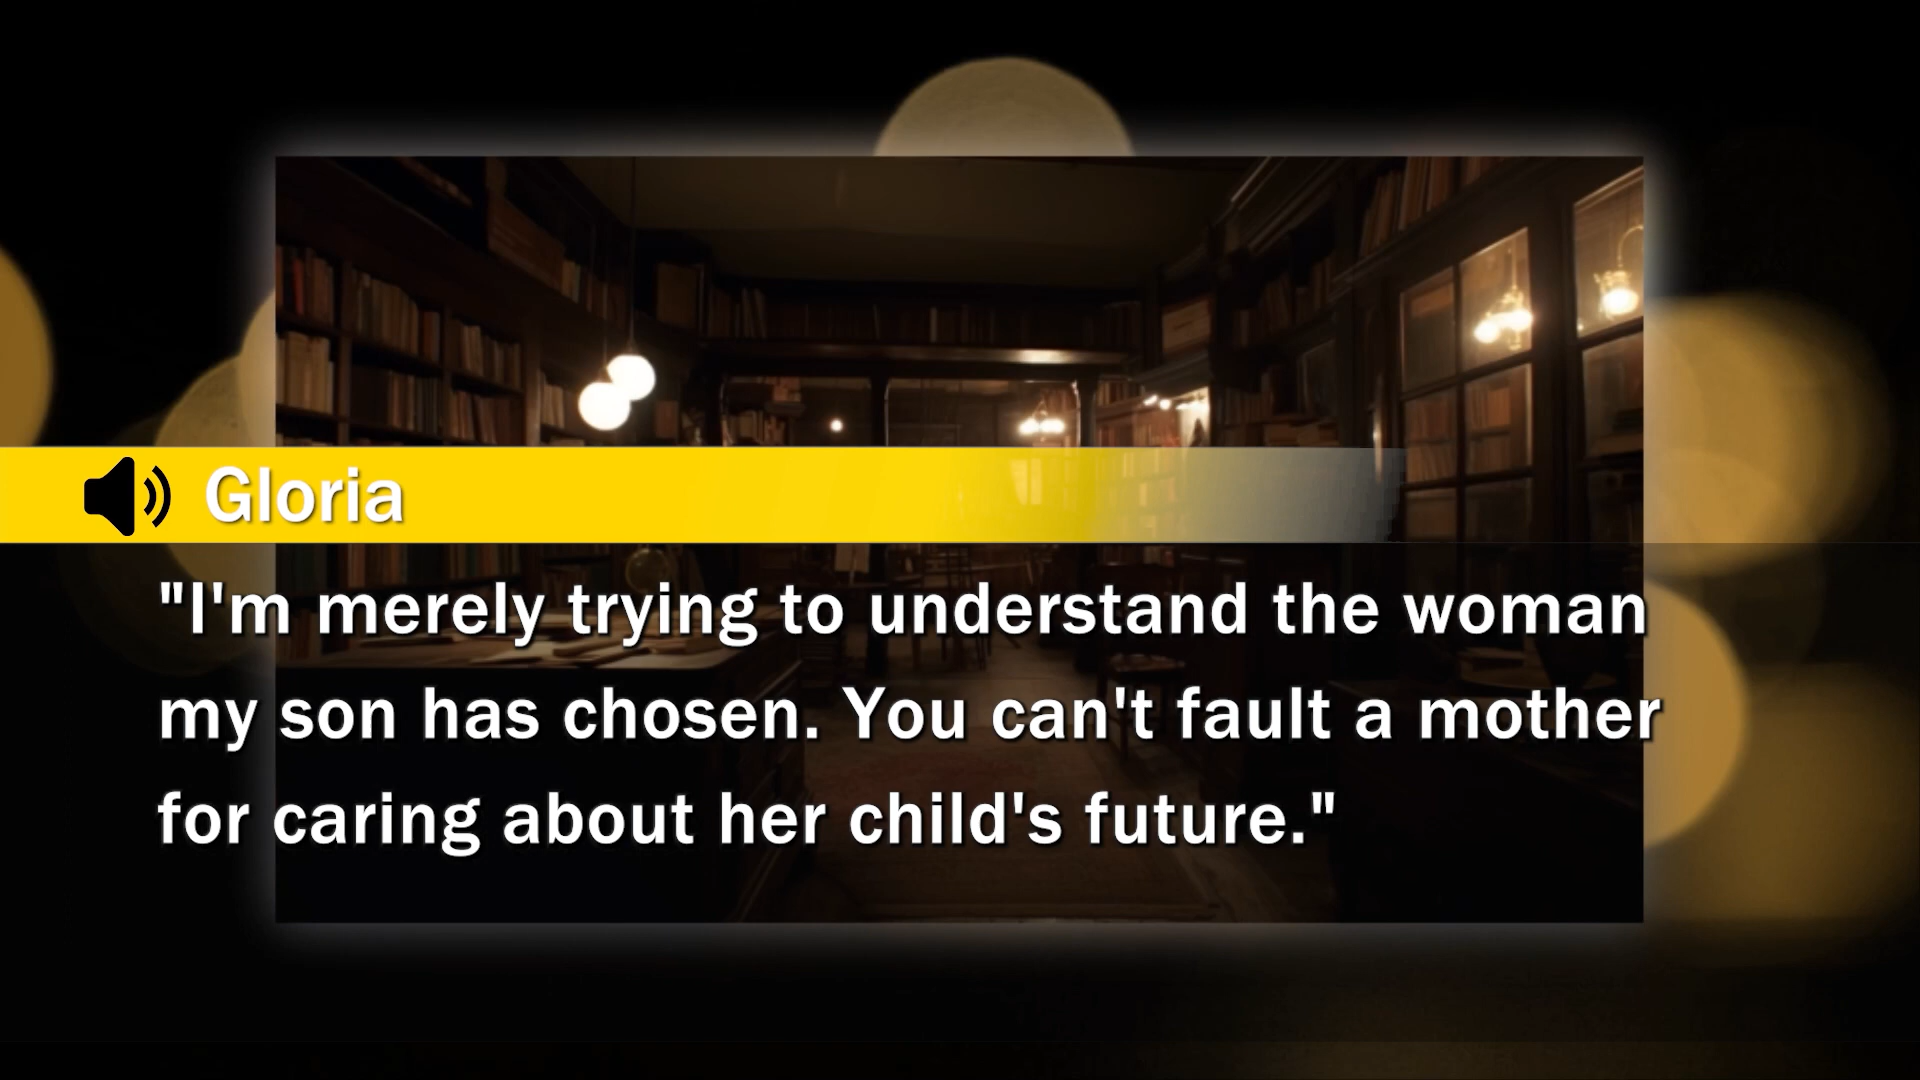 Gloria
"I'm merely trying to understand the woman
my son has chosen. You can't fault a mother
for caring about her child's future."